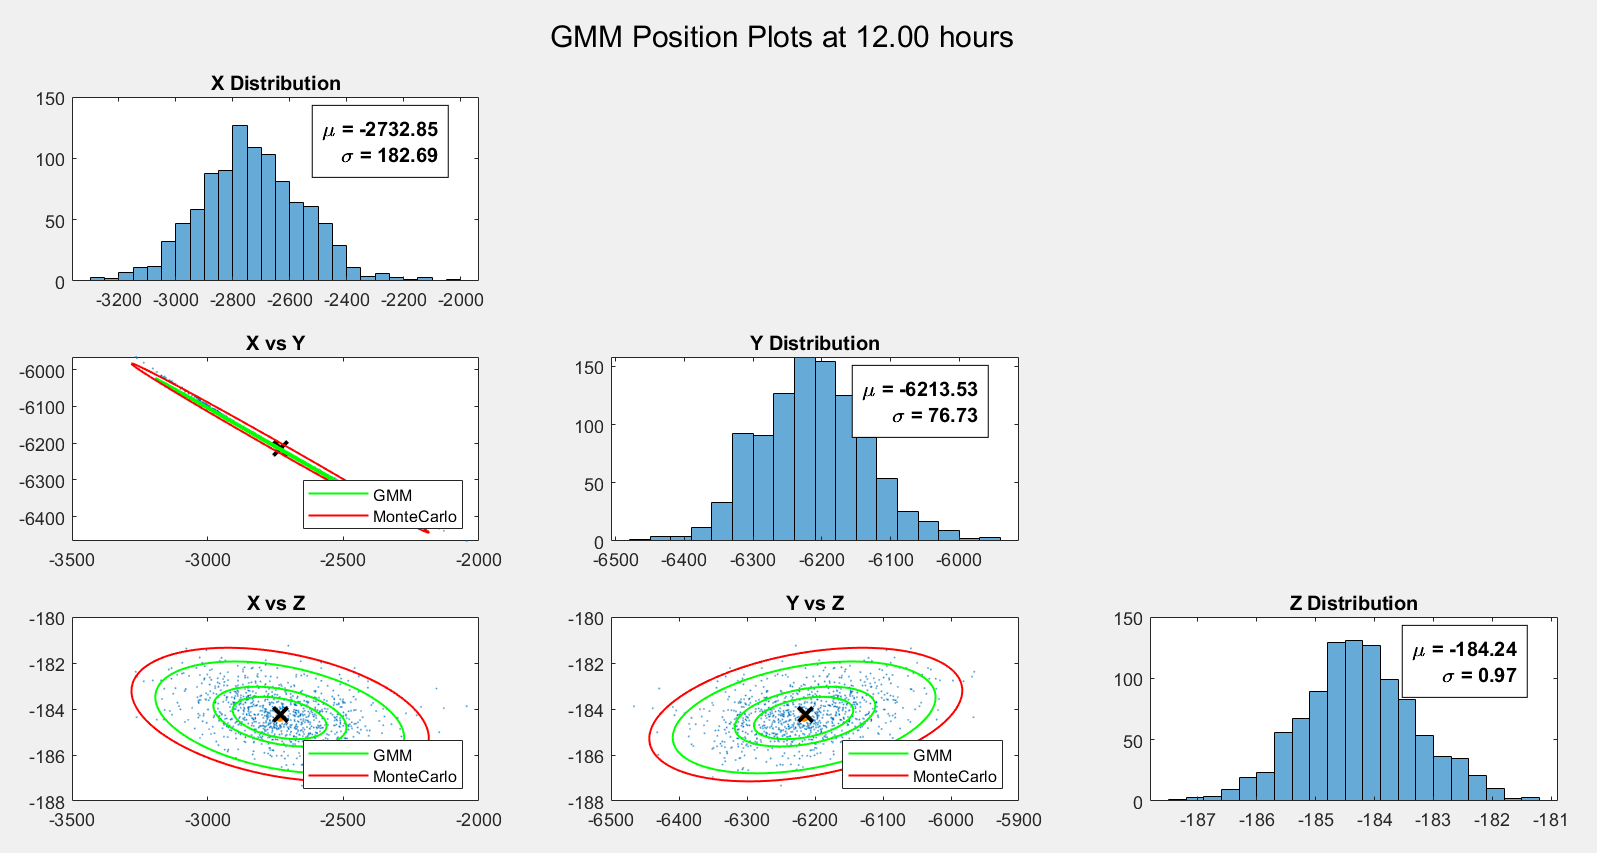 GMM Position Plots at 12.00 hours
X Distribution
150
100
50
0
μ = -2732.85
σ = 182.69
-3200 -3000 -2800 -2600 -2400 -2200 -2000
X vs Y
-6000
-6100
-6200
-6300
-6400
GMM
MonteCarlo
-3500 -3000 -2500 -2000
Y Distribution
150
100
50
0
μ = -6213.53
σ = 76.73
-6500 -6400 -6300 -6200 -6100 -6000
X vs Z
-180
-182
-184
-186
-188
GMM
MonteCarlo
-3500 -3000 -2500 -2000
Y vs Z
-180
-182
-184
-186
-188
GMM
MonteCarlo
-6500 -6400 -6300 -6200 -6100 -6000 -5900
Z Distribution
150
100
50
0
μ = -184.24
σ = 0.97
-187 -186 -185 -184 -183 -182 -181